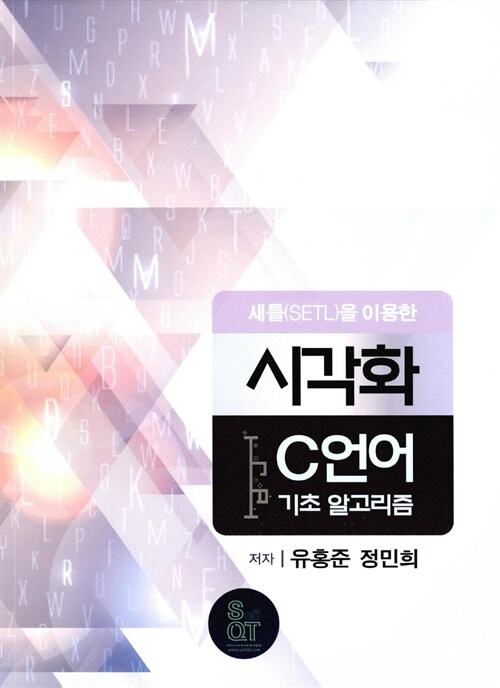 새틀(SETL)을 이용한
시각화
C언어
기초 알고리즘
저자 | 유홍준 정민희
SQT